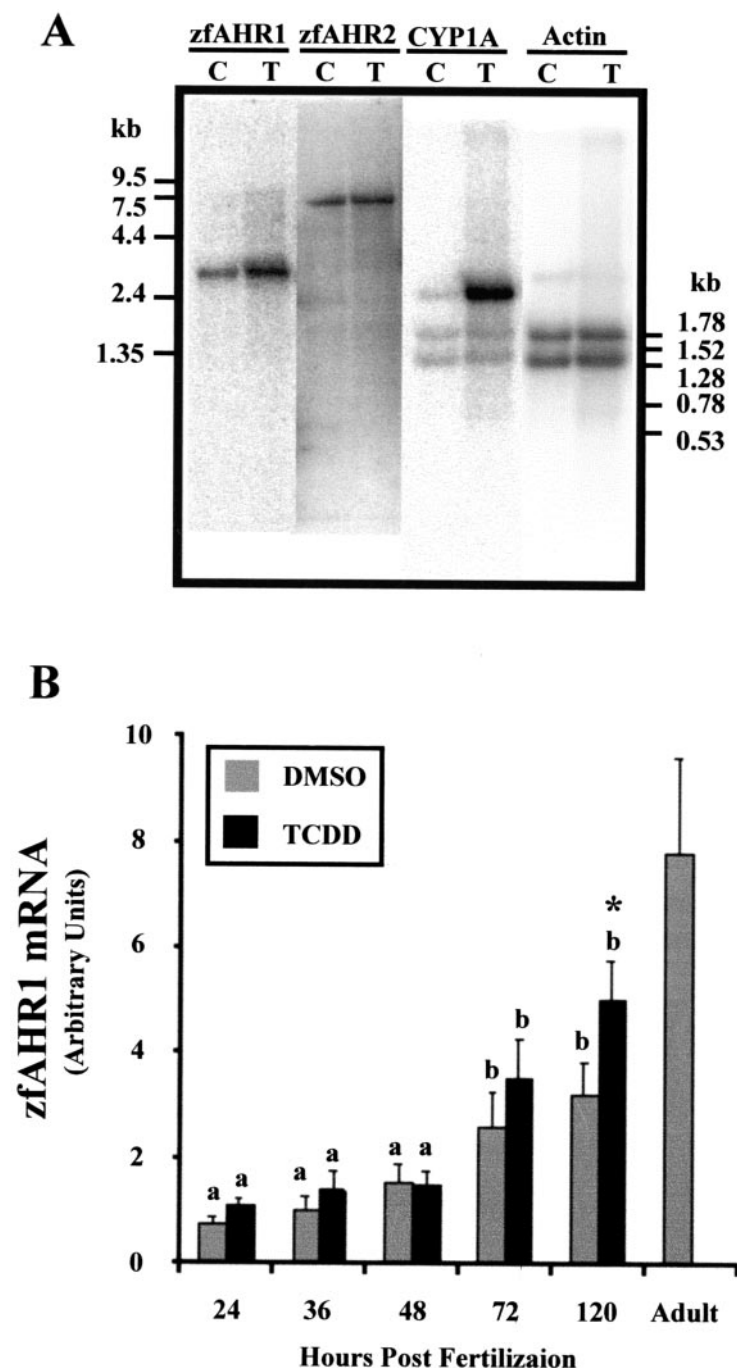 A
zfAHR1 zfAHR2 CYP1A Actin
C T C T C T C T
kb
9.5
7.5
4.4
2.4
1.35
kb
1.78
1.52
1.28
0.78
0.53
B
zfAHR1 mRNA
(Arbitrary Units)
10
8
6
4
2
0
DMSO
TCDD
a a a a a a b b b b *
24 36 48 72 120 Adult
Hours Post Fertilizaion